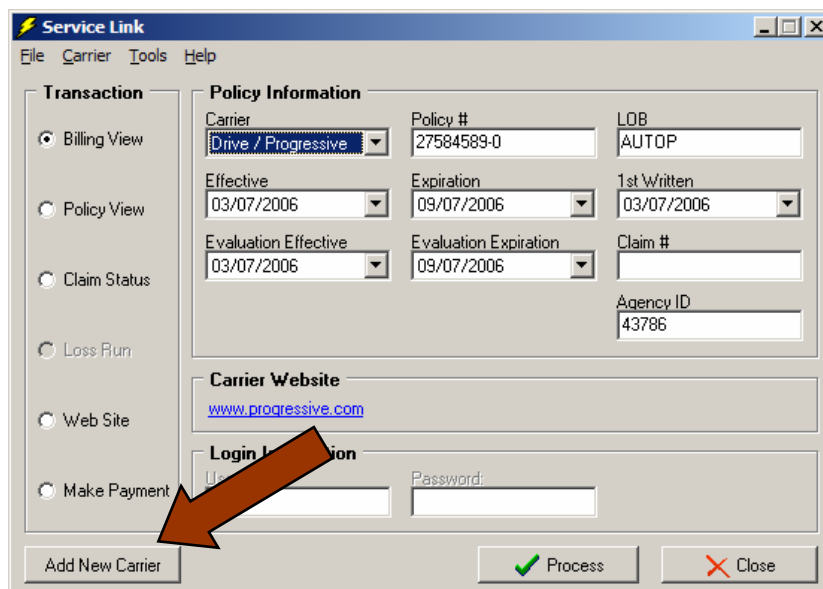 Service Link
File Carrier Tools Help
Transaction
Billing View
Policy View
Claim Status
Loss Run
Web Site
Make Payment
Policy Information
Carrier Policy # LOB
Drive / Progressive 27584589-0 AUTOP
Effective Expiration 1st Written
03/07/2006 09/07/2006 03/07/2006
Evaluation Effective Evaluation Expiration Claim #
03/07/2006 09/07/2006
Agency ID
43786
Carrier Website
www.progressive.com
Login
Password:
Add New Carrier Process Close